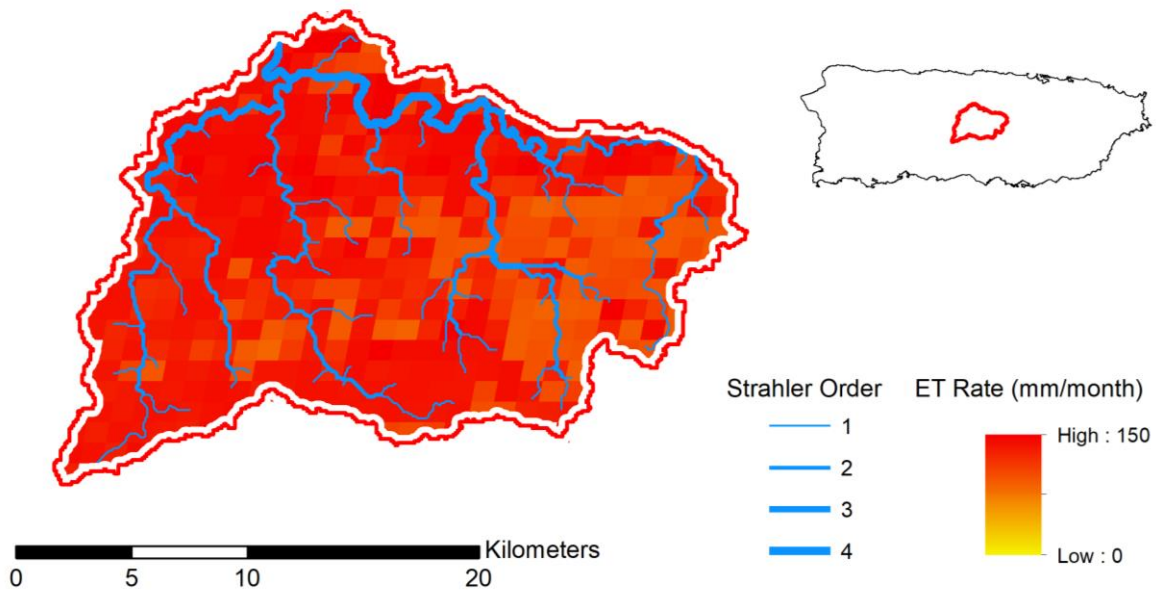 Strahler Order
1
2
3
4
ET Rate (mm/month)
High : 150
Low : 0
Kilometers
0 5 10 20